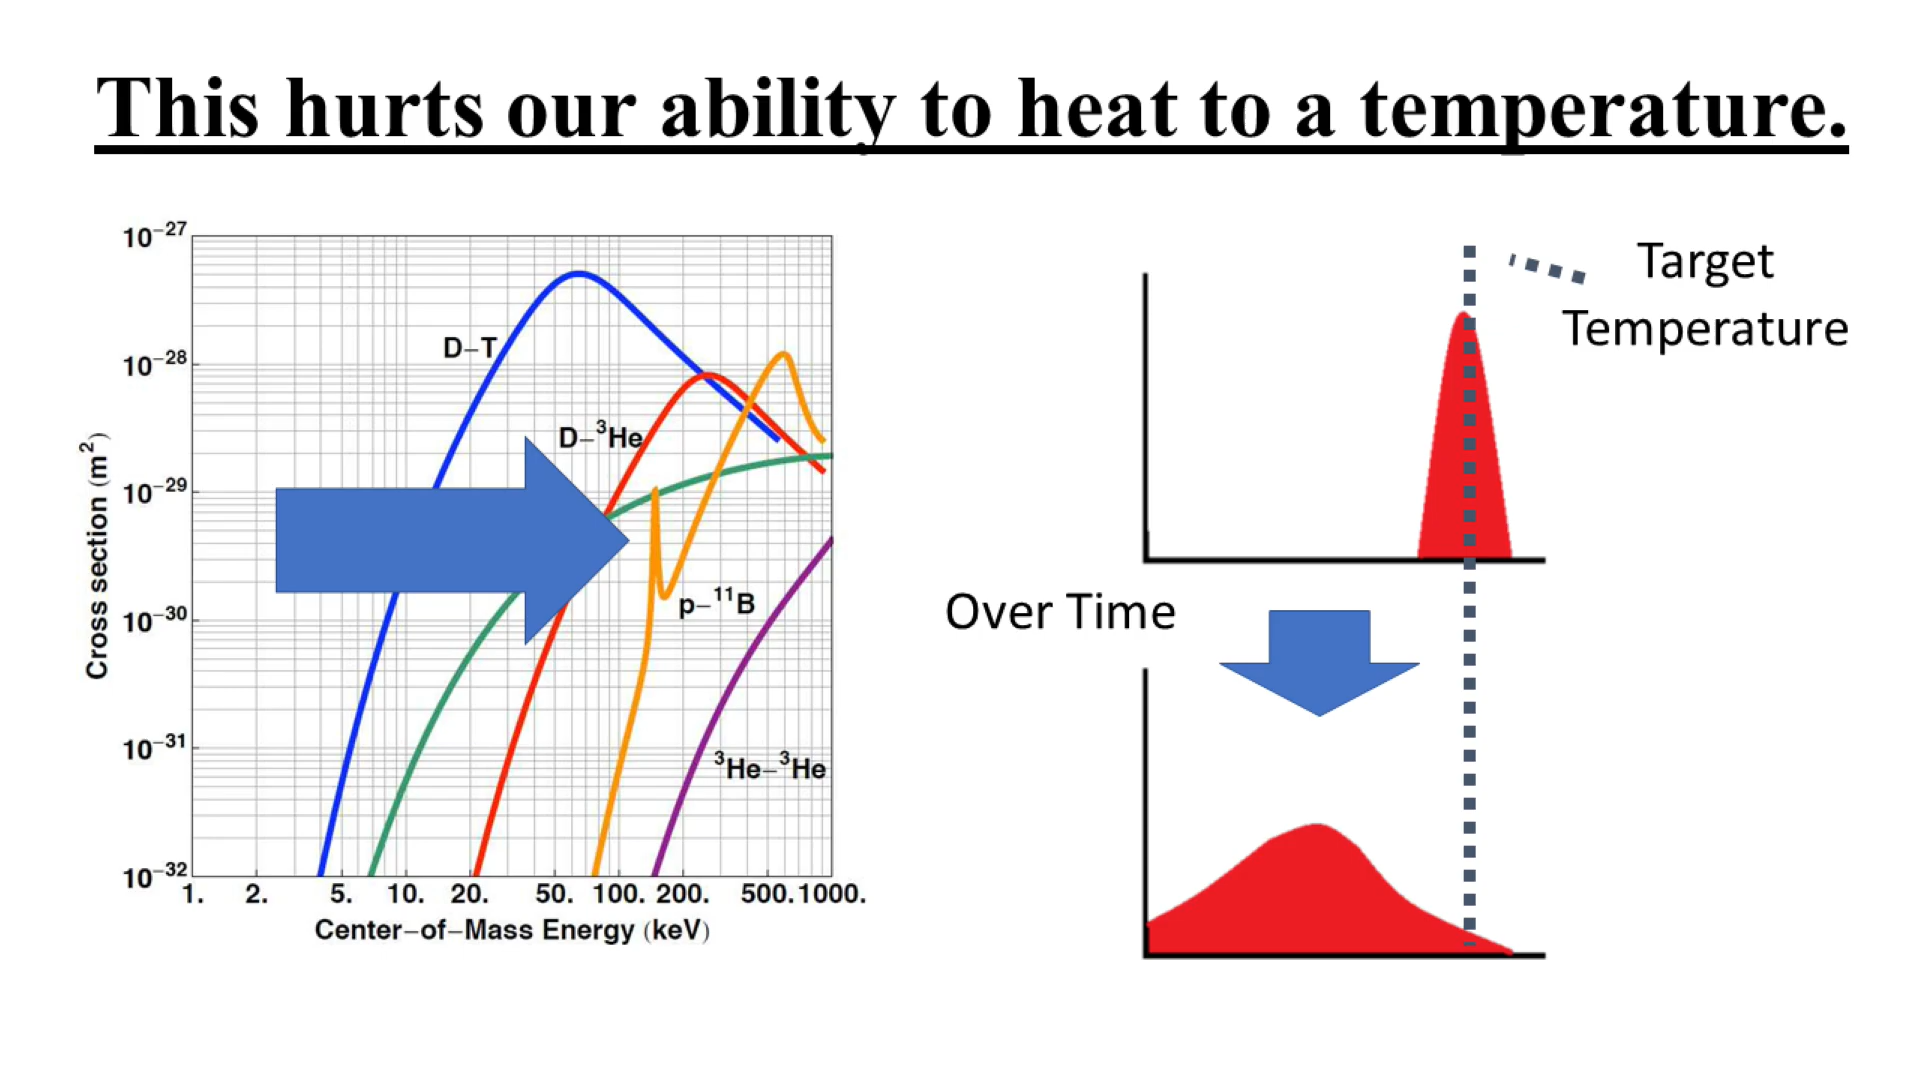 This hurts our ability to heat to a temperature.
10−27
10−28
10−29
10−30
10−31
10−32
Cross section (m2)
D−T
D−3He
p−11B
3He−3He
1. 2. 5. 10. 20. 50. 100. 200. 500. 1000.
Center−of−Mass Energy (keV)
Target
Temperature
Over Time